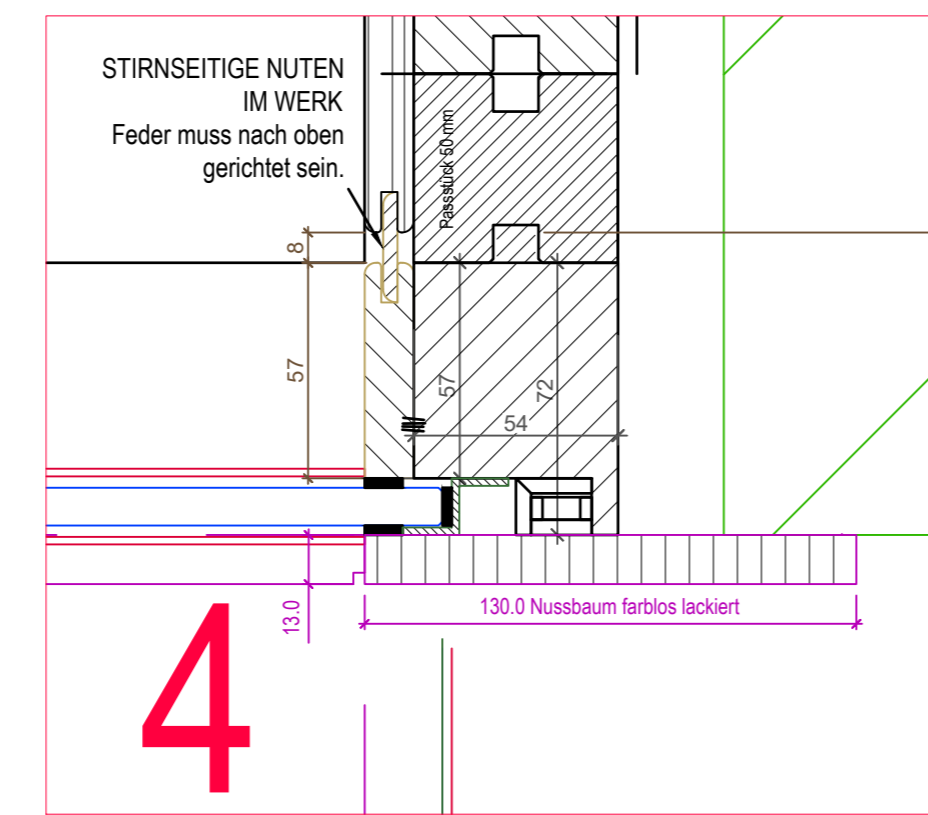 STIRNSEITIGE NUTEN
IM WERK
Feder muss nach oben
gerichtet sein.
Passstück 50 mm
8
57
57
72
54
13.0
130.0 Nussbaum farblos lackiert
4